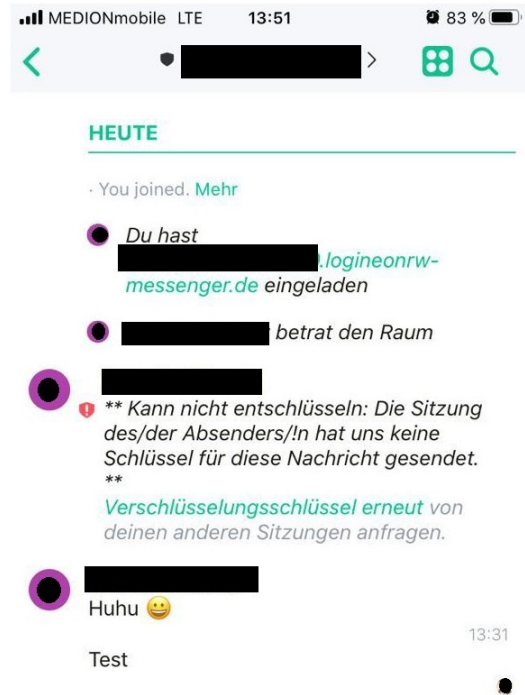 MEDIONmobile LTE 13:51 83 %
HEUTE
· You joined. Mehr
Du hast
.logineonrw-
messenger.de eingeladen
betrat den Raum
** Kann nicht entschlüsseln: Die Sitzung
des/der Absenders/!n hat uns keine
Schlüssel für diese Nachricht gesendet.
**
Verschlüsselungsschlüssel erneut von
deinen anderen Sitzungen anfragen.
Huhu 😀
13:31
Test